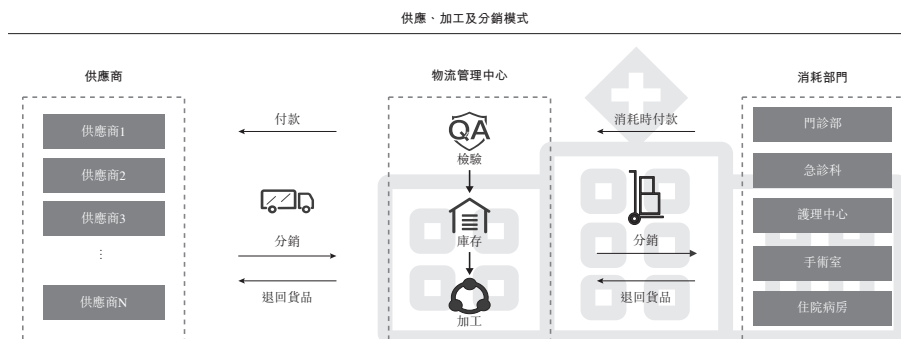 供應、加工及分銷模式
供應商
物流管理中心
消耗部門
供應商1
供應商2
供應商3
⋮
供應商N
付款
分銷
退回貨品
QA
檢驗
庫存
加工
消耗時付款
分銷
退回貨品
門診部
急診科
護理中心
手術室
住院病房